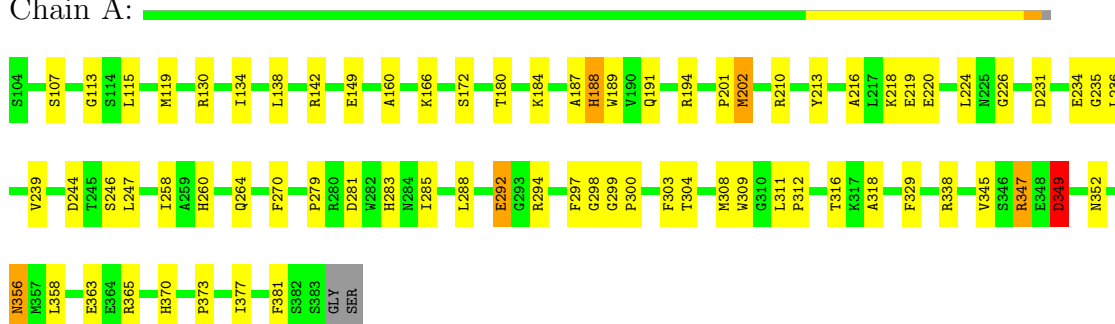 Chain A:
S104 S107 G113 S114 L115 M119 R130 I134 L138 R142 E149 A160 K166 S172 T180 K184 A187 H188 W189 V190 Q191 R194 P201 M202 R210 Y213 A216 L217 K218 E219 E220 L224 N225 G226 D231 E234 G235 L236
V239 D244 T245 S246 L247 I258 A259 H260 Q264 F270 P279 R280 D281 W282 H283 N284 I285 L288 E292 G293 R294 F297 G298 G299 P300 F303 T304 M308 W309 G310 L311 P312 T316 K317 A318 F329 R338 V345 S346 R347 E348 D349 N352
N356 M357 L358 E363 E364 R365 H370 P373 I377 F381 S382 S383 GLY SER